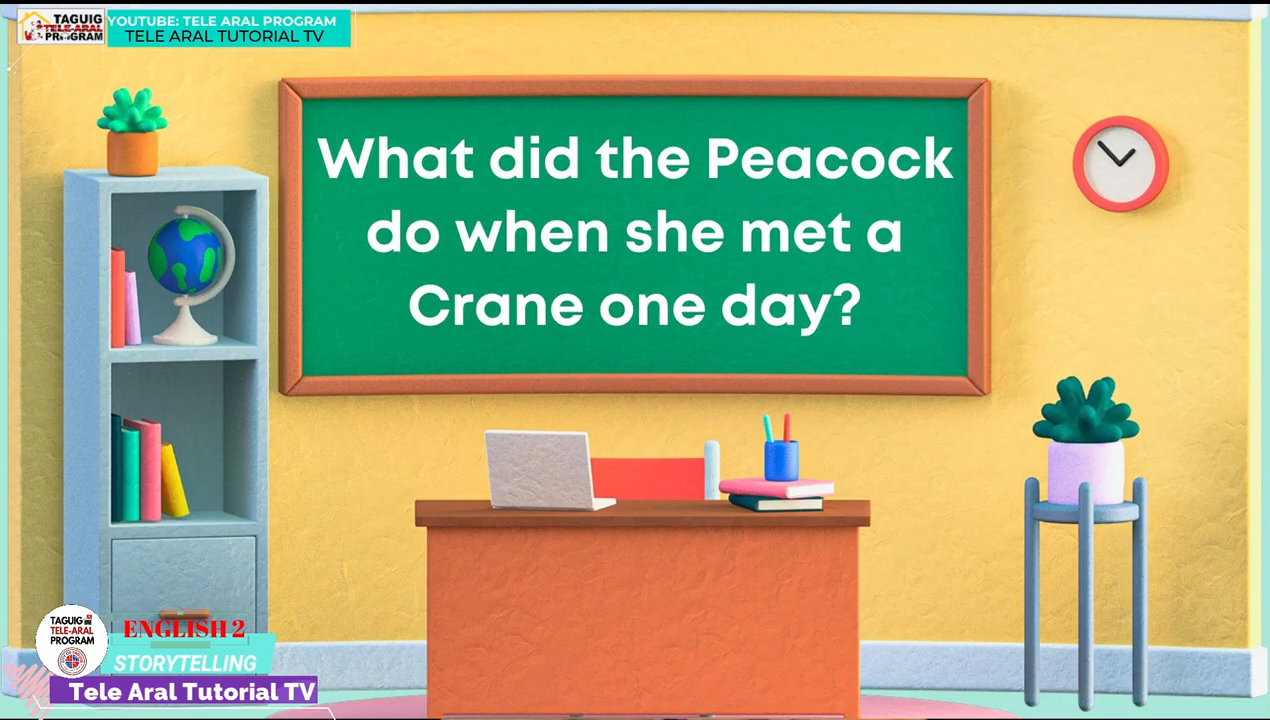 TAGUIG
TELE-ARAL
PROGRAM
YOUTUBE: TELE ARAL PROGRAM
TELE ARAL TUTORIAL TV
What did the Peacock
do when she met a
Crane one day?
TAGUIG
TELE-ARAL
PROGRAM
ENGLISH 2
STORYTELLING
Tele Aral Tutorial TV